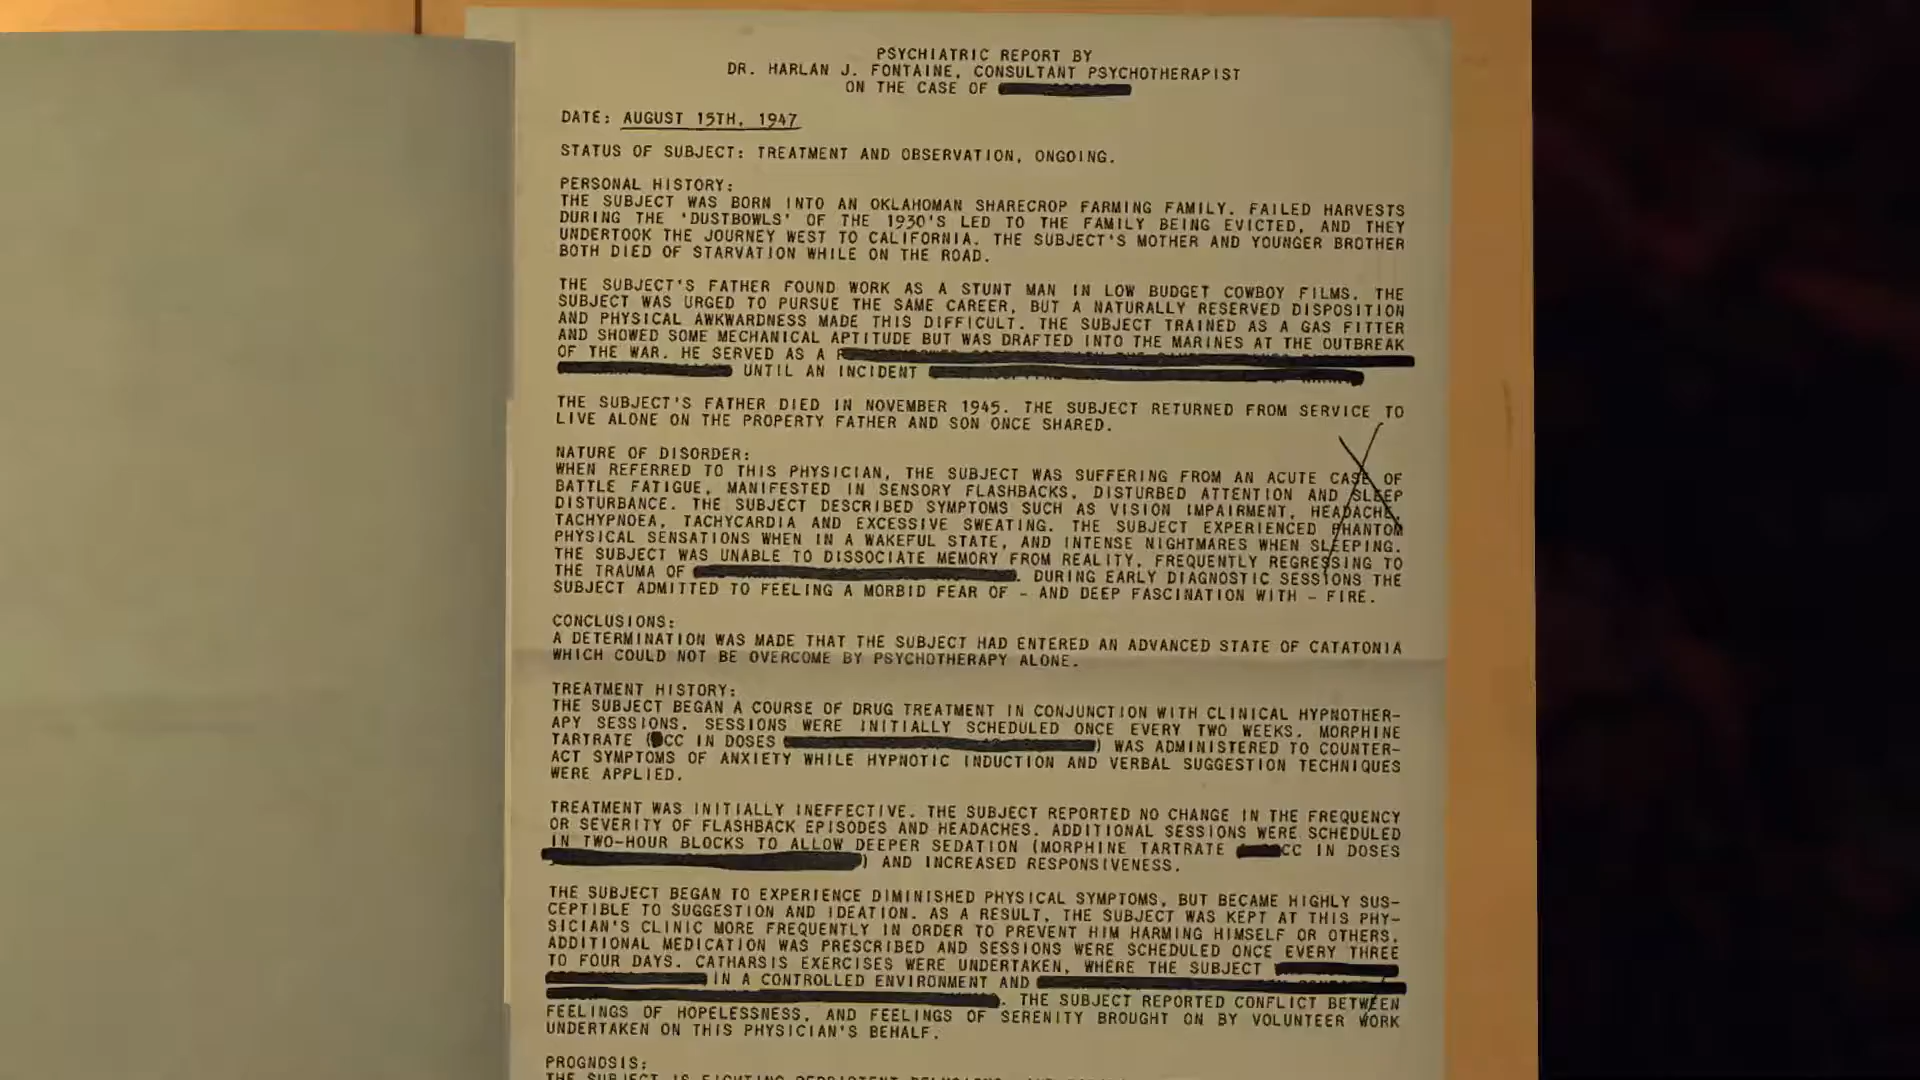 PSYCHIATRIC REPORT BY
DR. HARLAN J. FONTAINE, CONSULTANT PSYCHOTHERAPIST
ON THE CASE OF
DATE: AUGUST 15TH, 1947
STATUS OF SUBJECT: TREATMENT AND OBSERVATION, ONGOING.
PERSONAL HISTORY:
THE SUBJECT WAS BORN INTO AN OKLAHOMAN SHARECROP FARMING FAMILY. FAILED HARVESTS
DURING THE 'DUSTBOWLS' OF THE 1930'S LED TO THE FAMILY BEING EVICTED, AND THEY
UNDERTOOK THE JOURNEY WEST TO CALIFORNIA. THE SUBJECT'S MOTHER AND YOUNGER BROTHER
BOTH DIED OF STARVATION WHILE ON THE ROAD.
THE SUBJECT'S FATHER FOUND WORK AS A STUNT MAN IN LOW BUDGET COWBOY FILMS. THE
SUBJECT WAS URGED TO PURSUE THE SAME CAREER, BUT A NATURALLY RESERVED DISPOSITION
AND PHYSICAL AWKWARDNESS MADE THIS DIFFICULT. THE SUBJECT TRAINED AS A GAS FITTER
AND SHOWED SOME MECHANICAL APTITUDE BUT WAS DRAFTED INTO THE MARINES AT THE OUTBREAK
OF THE WAR. HE SERVED AS A
UNTIL AN INCIDENT
THE SUBJECT'S FATHER DIED IN NOVEMBER 1945. THE SUBJECT RETURNED FROM SERVICE TO
LIVE ALONE ON THE PROPERTY FATHER AND SON ONCE SHARED.
NATURE OF DISORDER:
WHEN REFERRED TO THIS PHYSICIAN, THE SUBJECT WAS SUFFERING FROM AN ACUTE CASE OF
BATTLE FATIGUE, MANIFESTED IN SENSORY FLASHBACKS, DISTURBED ATTENTION AND SLEEP
DISTURBANCE. THE SUBJECT DESCRIBED SYMPTOMS SUCH AS VISION IMPAIRMENT, HEADACHE,
TACHYPNOEA, TACHYCARDIA AND EXCESSIVE SWEATING. THE SUBJECT EXPERIENCED PHANTOM
PHYSICAL SENSATIONS WHEN IN A WAKEFUL STATE, AND INTENSE NIGHTMARES WHEN SLEEPING.
THE SUBJECT WAS UNABLE TO DISSOCIATE MEMORY FROM REALITY, FREQUENTLY REGRESSING TO
THE TRAUMA OF . DURING EARLY DIAGNOSTIC SESSIONS THE
SUBJECT ADMITTED TO FEELING A MORBID FEAR OF - AND DEEP FASCINATION WITH - FIRE.
CONCLUSIONS:
A DETERMINATION WAS MADE THAT THE SUBJECT HAD ENTERED AN ADVANCED STATE OF CATATONIA
WHICH COULD NOT BE OVERCOME BY PSYCHOTHERAPY ALONE.
TREATMENT HISTORY:
THE SUBJECT BEGAN A COURSE OF DRUG TREATMENT IN CONJUNCTION WITH CLINICAL HYPNOTHER-
APY SESSIONS. SESSIONS WERE INITIALLY SCHEDULED ONCE EVERY TWO WEEKS. MORPHINE
TARTRATE ( CC IN DOSES ) WAS ADMINISTERED TO COUNTER-
ACT SYMPTOMS OF ANXIETY WHILE HYPNOTIC INDUCTION AND VERBAL SUGGESTION TECHNIQUES
WERE APPLIED.
TREATMENT WAS INITIALLY INEFFECTIVE. THE SUBJECT REPORTED NO CHANGE IN THE FREQUENCY
OR SEVERITY OF FLASHBACK EPISODES AND HEADACHES. ADDITIONAL SESSIONS WERE SCHEDULED
IN TWO-HOUR BLOCKS TO ALLOW DEEPER SEDATION (MORPHINE TARTRATE CC IN DOSES
) AND INCREASED RESPONSIVENESS.
THE SUBJECT BEGAN TO EXPERIENCE DIMINISHED PHYSICAL SYMPTOMS, BUT BECAME HIGHLY SUS-
CEPTIBLE TO SUGGESTION AND IDEATION. AS A RESULT, THE SUBJECT WAS KEPT AT THIS PHY-
SICIAN'S CLINIC MORE FREQUENTLY IN ORDER TO PREVENT HIM HARMING HIMSELF OR OTHERS.
ADDITIONAL MEDICATION WAS PRESCRIBED AND SESSIONS WERE SCHEDULED ONCE EVERY THREE
TO FOUR DAYS. CATHARSIS EXERCISES WERE UNDERTAKEN, WHERE THE SUBJECT
IN A CONTROLLED ENVIRONMENT AND
. THE SUBJECT REPORTED CONFLICT BETWEEN
FEELINGS OF HOPELESSNESS, AND FEELINGS OF SERENITY BROUGHT ON BY VOLUNTEER WORK
UNDERTAKEN ON THIS PHYSICIAN'S BEHALF.
PROGNOSIS:
THE SUBJECT IS FIGHTING PERSISTENT